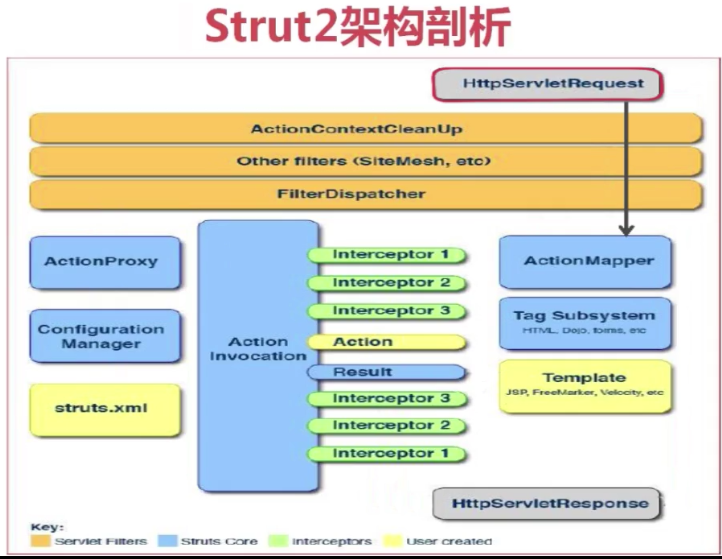 Strut2架构剖析
HttpServletRequest
ActionContextCleanUp
Other filters (SiteMesh, etc)
FilterDispatcher
ActionProxy
Configuration
Manager
struts.xml
Action
Invocation
Interceptor 1
Interceptor 2
Interceptor 3
Action
Result
Interceptor 3
Interceptor 2
Interceptor 1
ActionMapper
Tag Subsystem
HTML, Dojo, forms, etc
Template
JSP, FreeMarker, Velocity, etc
HttpServletResponse
Key:
Servlet Filters
Struts Core
Interceptors
User created